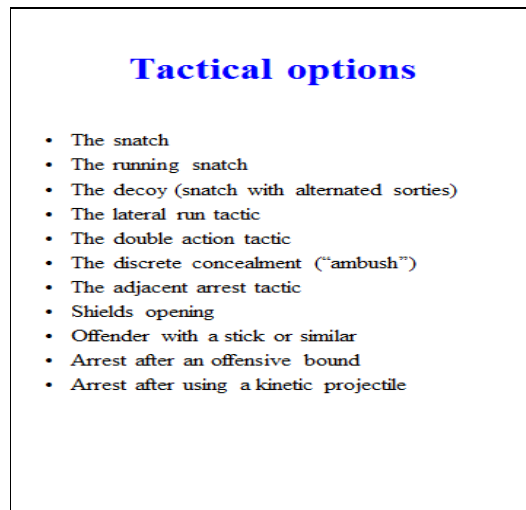 Tactical options
• The snatch
• The running snatch
• The decoy (snatch with alternated sorties)
• The lateral run tactic
• The double action tactic
• The discrete concealment (“ambush”)
• The adjacent arrest tactic
• Shields opening
• Offender with a stick or similar
• Arrest after an offensive bound
• Arrest after using a kinetic projectile